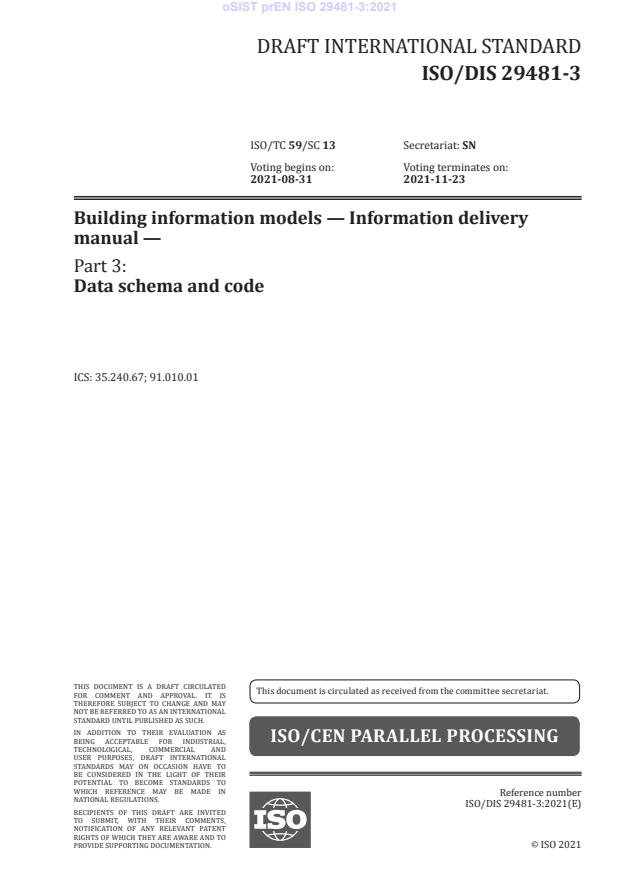 oSIST prEN ISO 29481-3:2021
DRAFT INTERNATIONAL STANDARD
ISO/DIS 29481-3
ISO/TC 59/SC 13
Secretariat: SN
Voting begins on:
2021-08-31
Voting terminates on:
2021-11-23
Building information models — Information delivery
manual —
Part 3:
Data schema and code
ICS: 35.240.67; 91.010.01
THIS DOCUMENT IS A DRAFT CIRCULATED
FOR COMMENT AND APPROVAL. IT IS
THEREFORE SUBJECT TO CHANGE AND MAY
NOT BE REFERRED TO AS AN INTERNATIONAL
STANDARD UNTIL PUBLISHED AS SUCH.
IN ADDITION TO THEIR EVALUATION AS
BEING ACCEPTABLE FOR INDUSTRIAL,
TECHNOLOGICAL, COMMERCIAL AND
USER PURPOSES, DRAFT INTERNATIONAL
STANDARDS MAY ON OCCASION HAVE TO
BE CONSIDERED IN THE LIGHT OF THEIR
POTENTIAL TO BECOME STANDARDS TO
WHICH REFERENCE MAY BE MADE IN
NATIONAL REGULATIONS.
RECIPIENTS OF THIS DRAFT ARE INVITED
TO SUBMIT, WITH THEIR COMMENTS,
NOTIFICATION OF ANY RELEVANT PATENT
RIGHTS OF WHICH THEY ARE AWARE AND TO
PROVIDE SUPPORTING DOCUMENTATION.
This document is circulated as received from the committee secretariat.
ISO/CEN PARALLEL PROCESSING
ISO
Reference number
ISO/DIS 29481-3:2021(E)
© ISO 2021